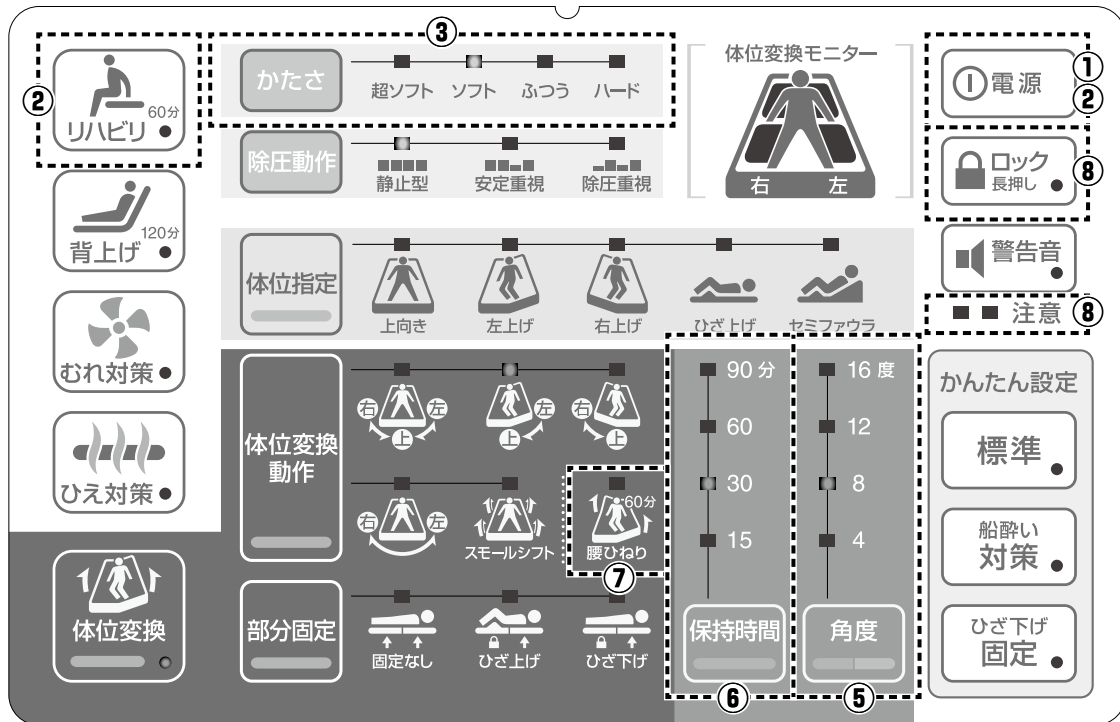 ③
①
②
②
60分
リハビリ
かたさ
超ソフト ソフト ふつう ハード
体位変換モニター
右 左
電源
除圧動作
静止型 安定重視 除圧重視
ロック
長押し
⑧
120分
背上げ
体位指定
上向き 左上げ 右上げ ひざ上げ セミファウラ
警告音
注意
⑧
むれ対策
ひえ対策
体位変換
体位変換
動作
右 左
上
左
上
右
上
右 左
スモールシフト
60分
腰ひねり
⑦
部分固定
固定なし ひざ上げ ひざ下げ
90 分
60
30
15
保持時間
⑥
16 度
12
8
4
角度
⑤
かんたん設定
標準
船酔い
対策
ひざ下げ
固定